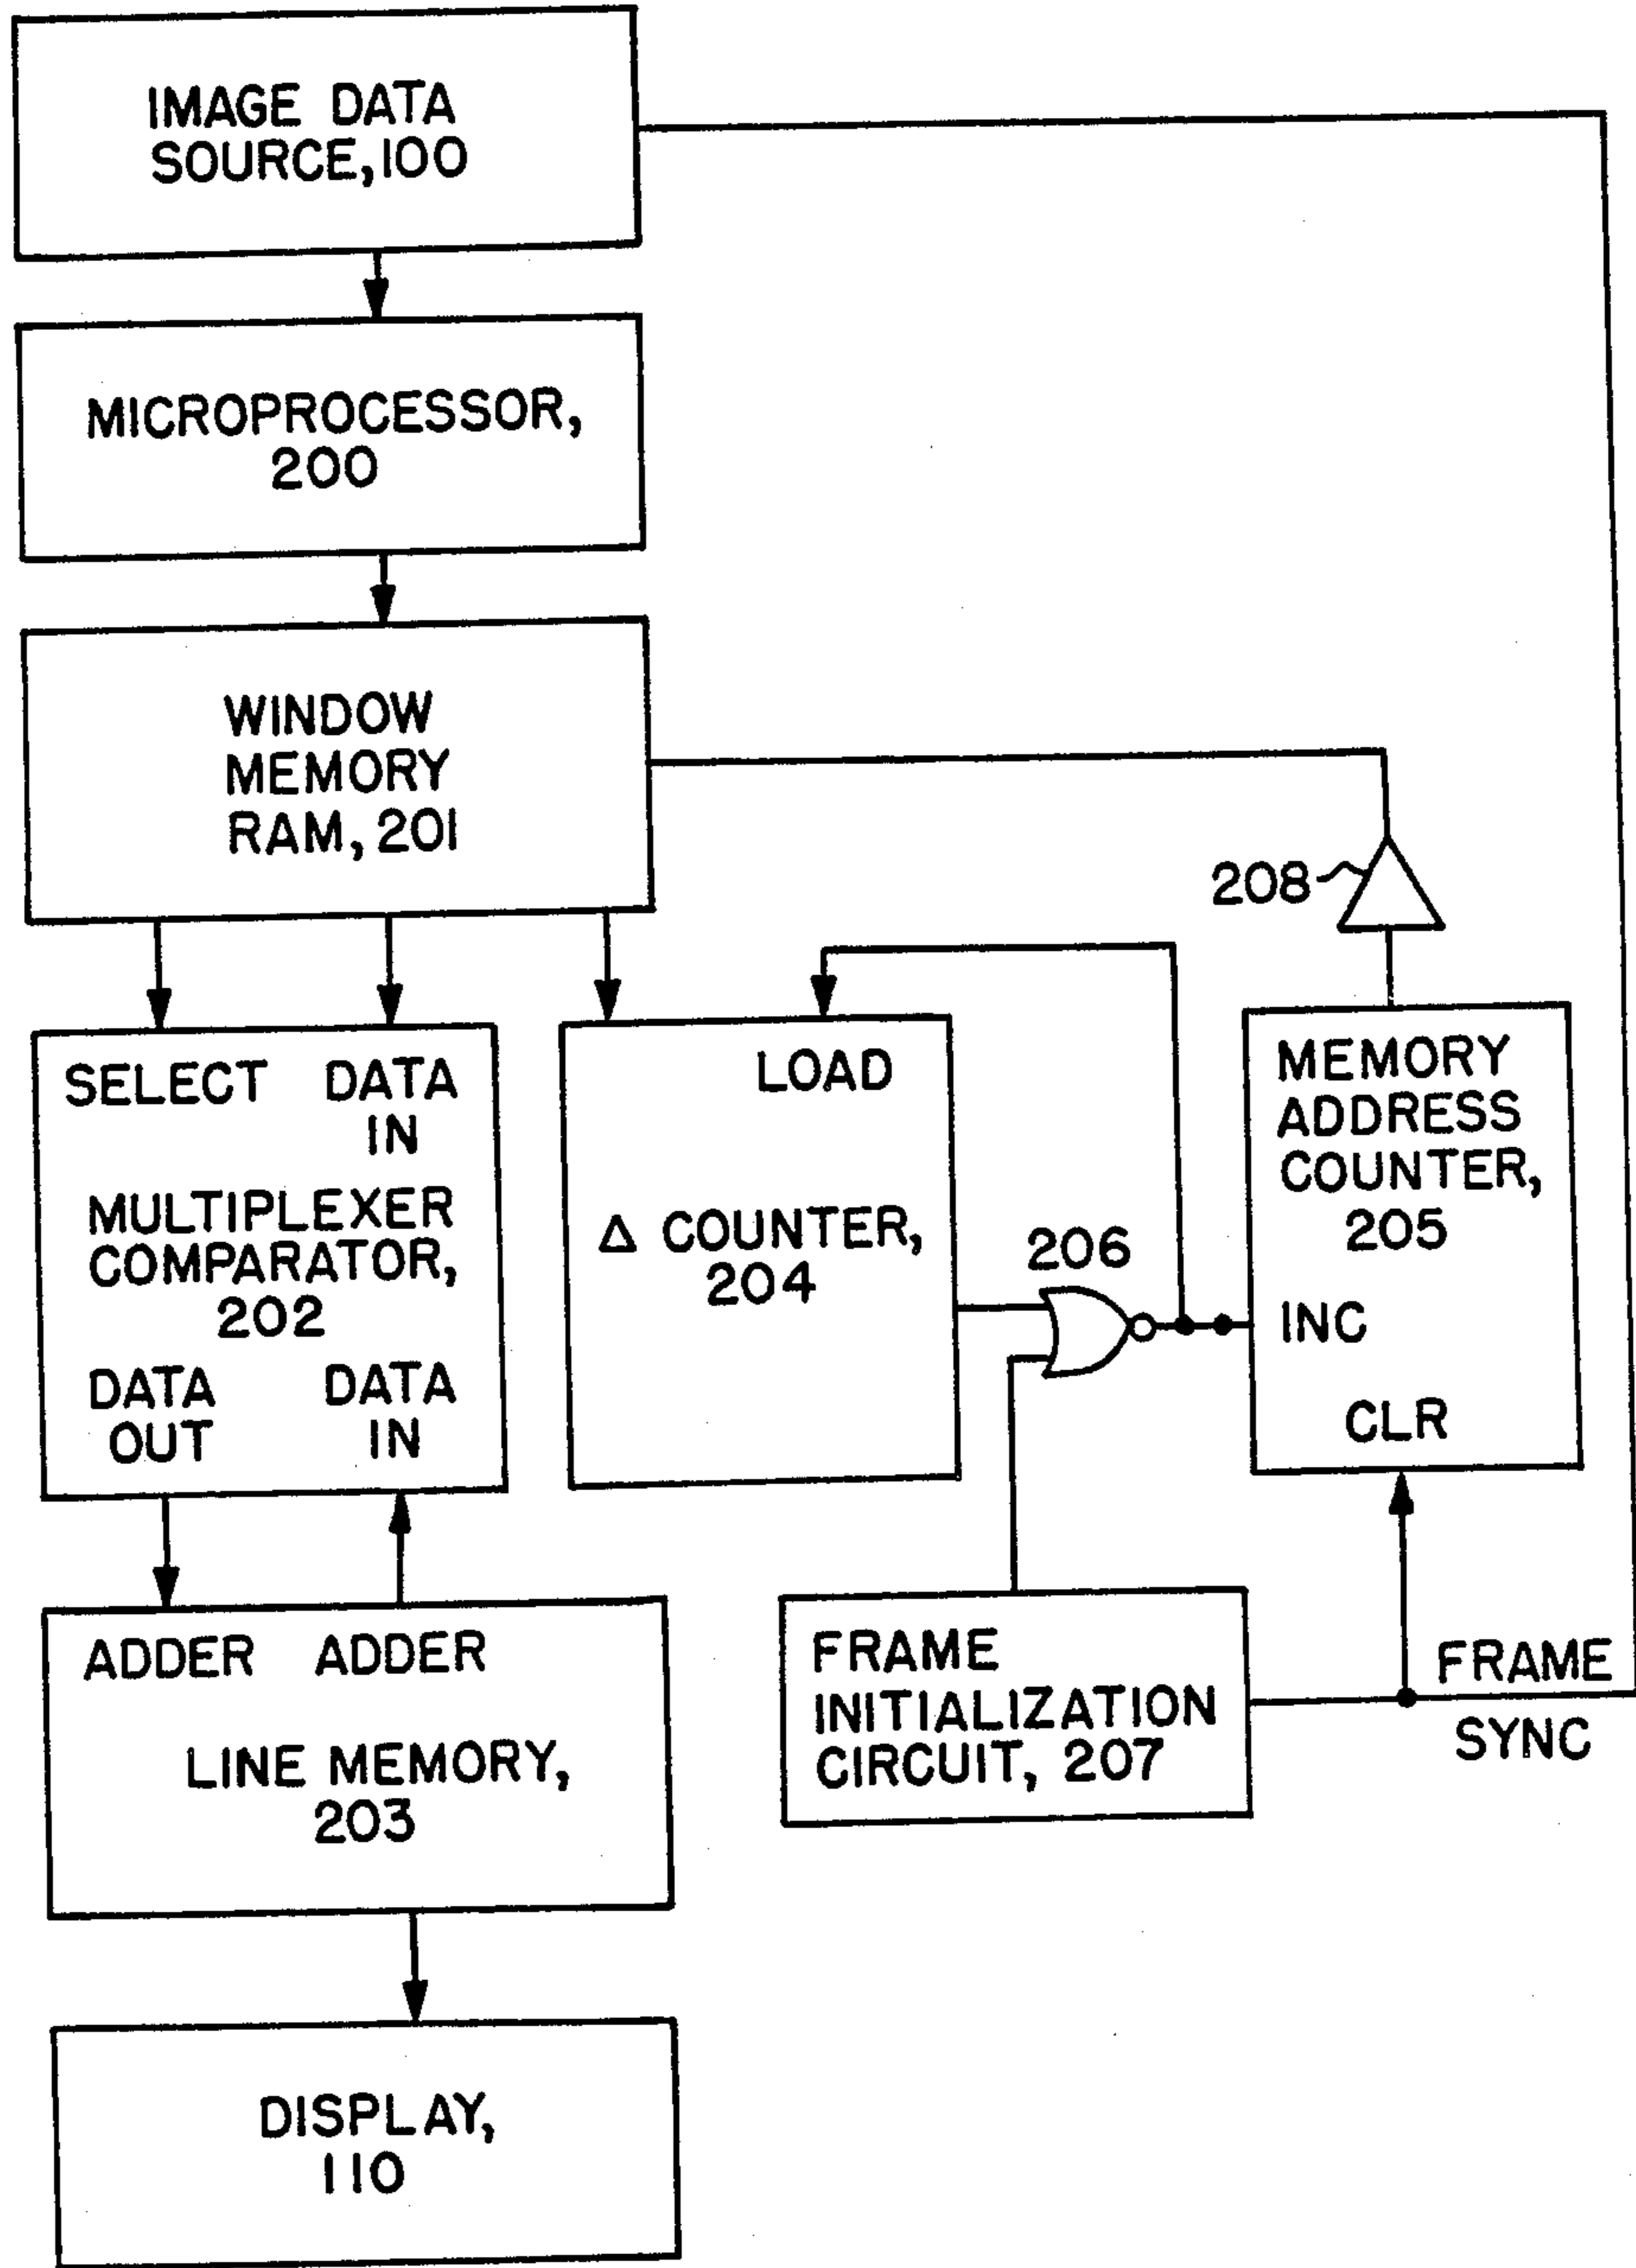 IMAGE DATA
SOURCE, 100
MICROPROCESSOR,
200
WINDOW
MEMORY
RAM, 201
208
SELECT DATA
IN
MULTIPLEXER
COMPARATOR,
202
DATA
OUT
DATA
IN
LOAD
Δ COUNTER,
204
206
MEMORY
ADDRESS
COUNTER,
205
INC
CLR
ADDER ADDER
LINE MEMORY,
203
FRAME
INITIALIZATION
CIRCUIT, 207
FRAME
SYNC
DISPLAY,
110